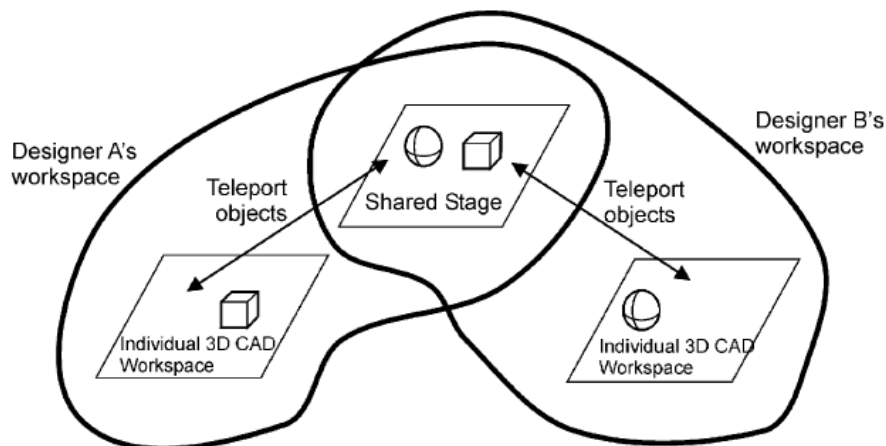 Designer A's
workspace
Designer B's
workspace
Teleport
objects
Shared Stage
Teleport
objects
Individual 3D CAD
Workspace
Individual 3D CAD
Workspace